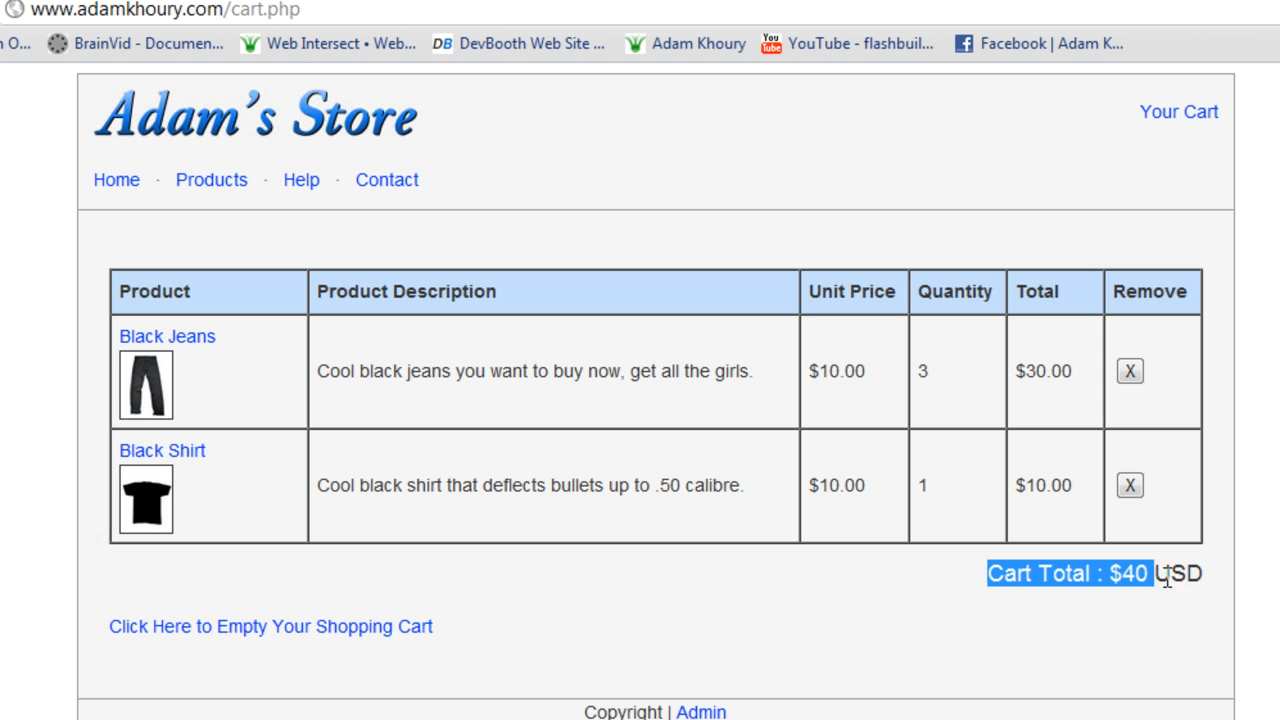 www.adamkhoury.com/cart.php
n O... BrainVid - Documen... Web Intersect • Web... DB DevBooth Web Site ... Adam Khoury You Tube YouTube - flashbuil... f Facebook | Adam K...
Adam's Store
Your Cart
Home · Products · Help · Contact
Product Product Description Unit Price Quantity Total Remove
Black Jeans
Cool black jeans you want to buy now, get all the girls. $10.00 3 $30.00 X
Black Shirt
Cool black shirt that deflects bullets up to .50 calibre. $10.00 1 $10.00 X
Cart Total : $40 USD
Click Here to Empty Your Shopping Cart
Copyright | Admin